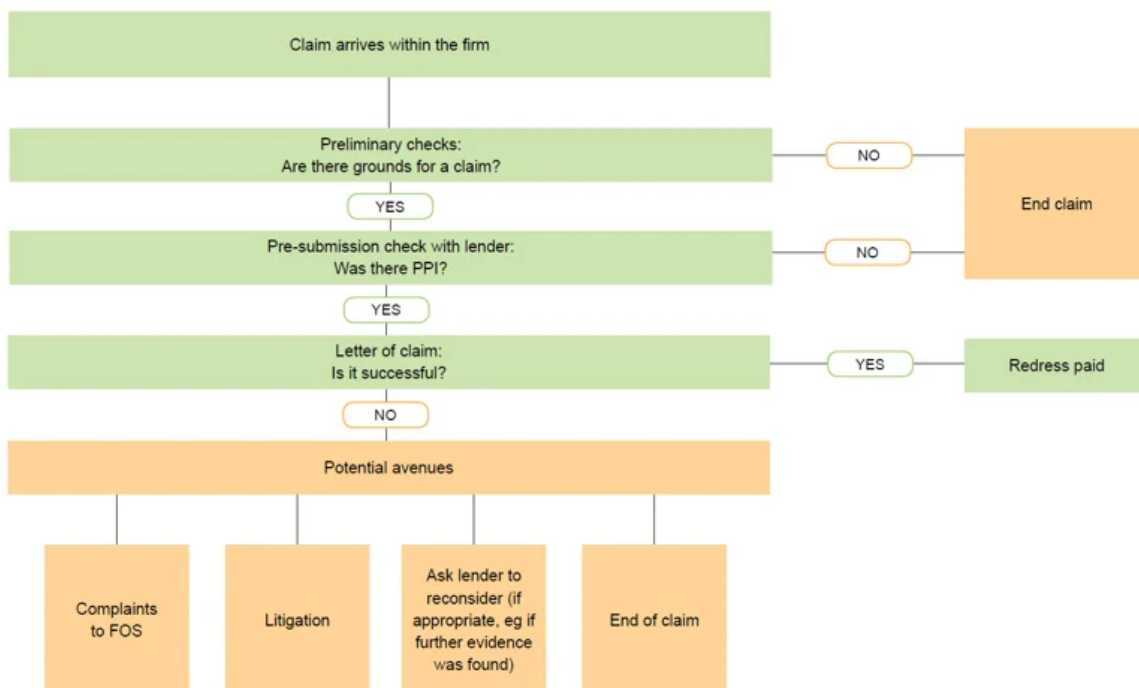 Claim arrives within the firm
Preliminary checks:
Are there grounds for a claim?
NO
End claim
YES
Pre-submission check with lender:
Was there PPI?
NO
YES
Letter of claim:
Is it successful?
YES
Redress paid
NO
Potential avenues
Complaints
to FOS
Litigation
Ask lender to
reconsider (if
appropriate, eg if
further evidence
was found)
End of claim